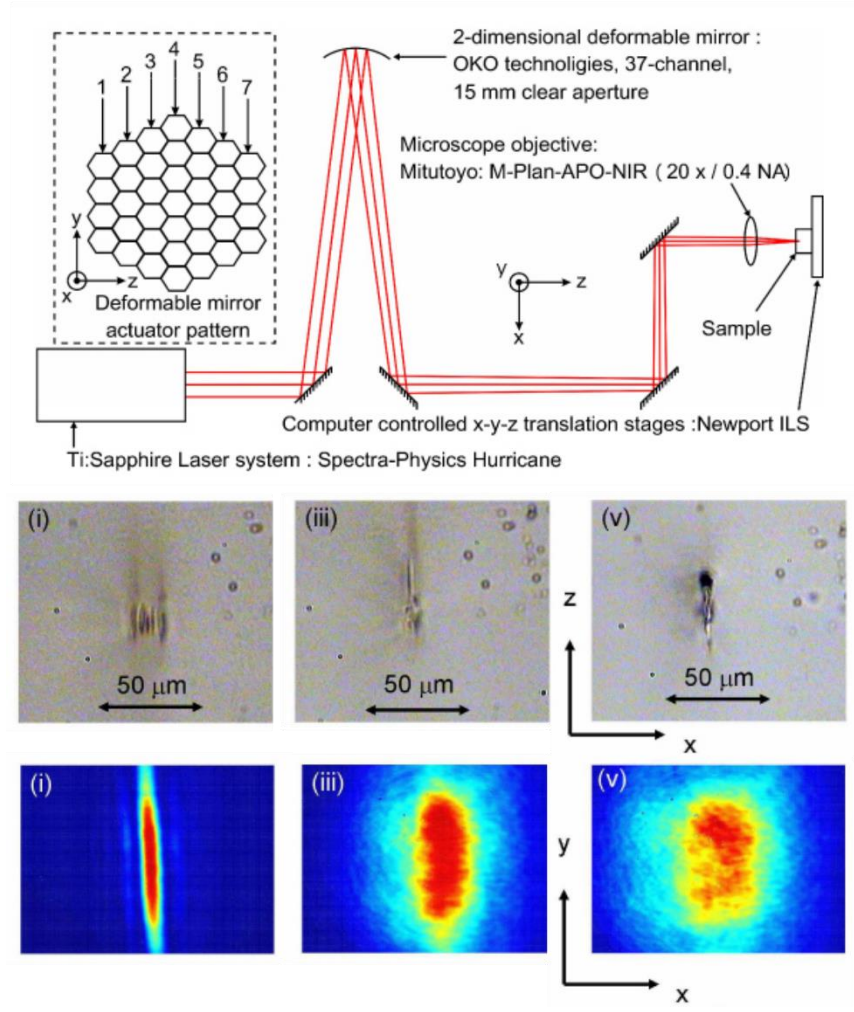 2-dimensional deformable mirror :
OKO technoligies, 37-channel,
15 mm clear aperture
1 2 3 4 5 6 7
Microscope objective:
Mitutoyo: M-Plan-APO-NIR ( 20 x / 0.4 NA)
y
z
x
Deformable mirror
actuator pattern
y
z
x
Sample
Computer controlled x-y-z translation stages :Newport ILS
Ti:Sapphire Laser system : Spectra-Physics Hurricane
(i)
50 μm
(iii)
50 μm
(v)
50 μm
z
x
(i)
(iii)
(v)
y
x